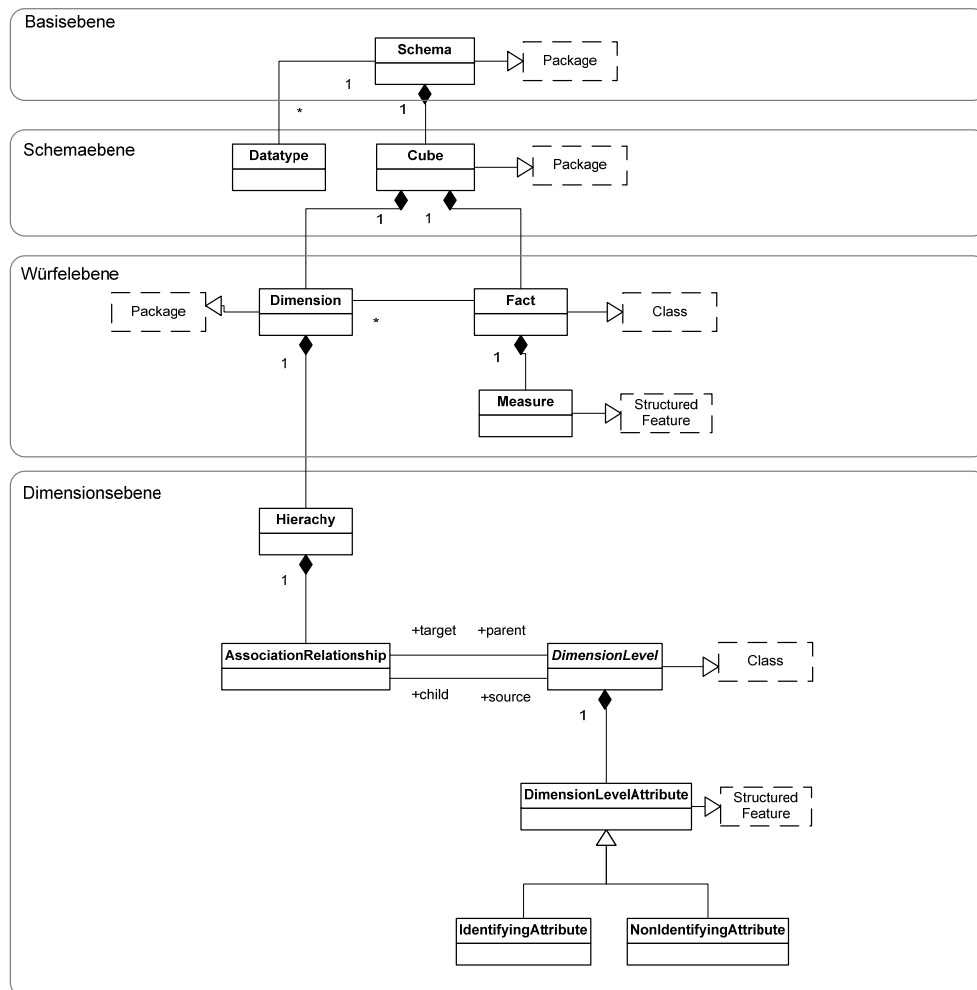 Basisebene
Schema
Package
1
*
1
Schemaebene
Datatype
Cube
Package
1
1
Würfelebene
Package
Dimension
*
Fact
Class
1
1
Measure
Structured
Feature
Dimensionsebene
Hierachy
1
+target
+parent
AssociationRelationship
DimensionLevel
Class
+child
+source
1
DimensionLevelAttribute
Structured
Feature
IdentifyingAttribute
NonIdentifyingAttribute